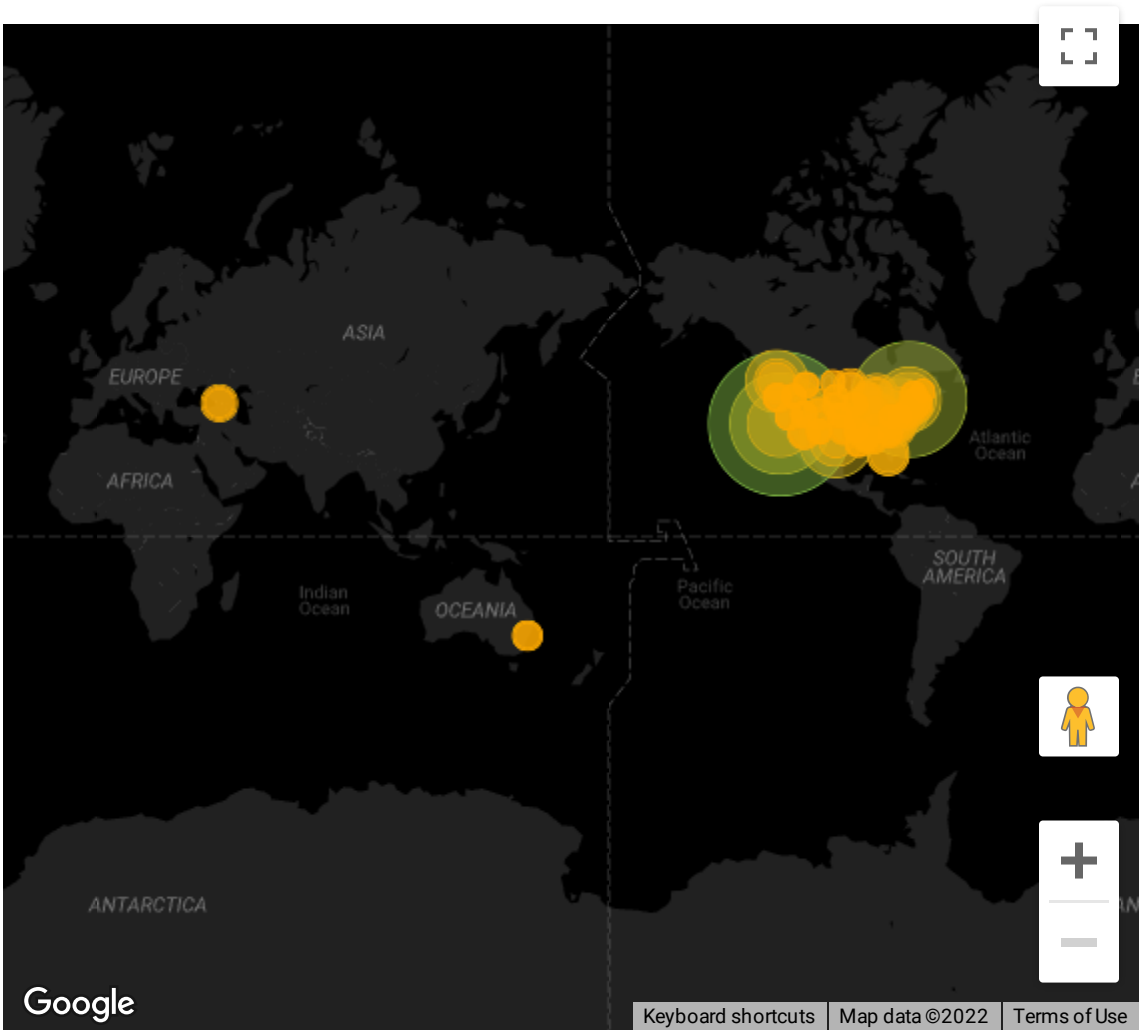 ASIA
EUROPE
Atlantic
Ocean
AFRICA
SOUTH
AMERICA
Indian
Ocean
OCEANIA
Pacific
Ocean
ANTARCTICA
AN
Google
Keyboard shortcuts
Map data ©2022
Terms of Use